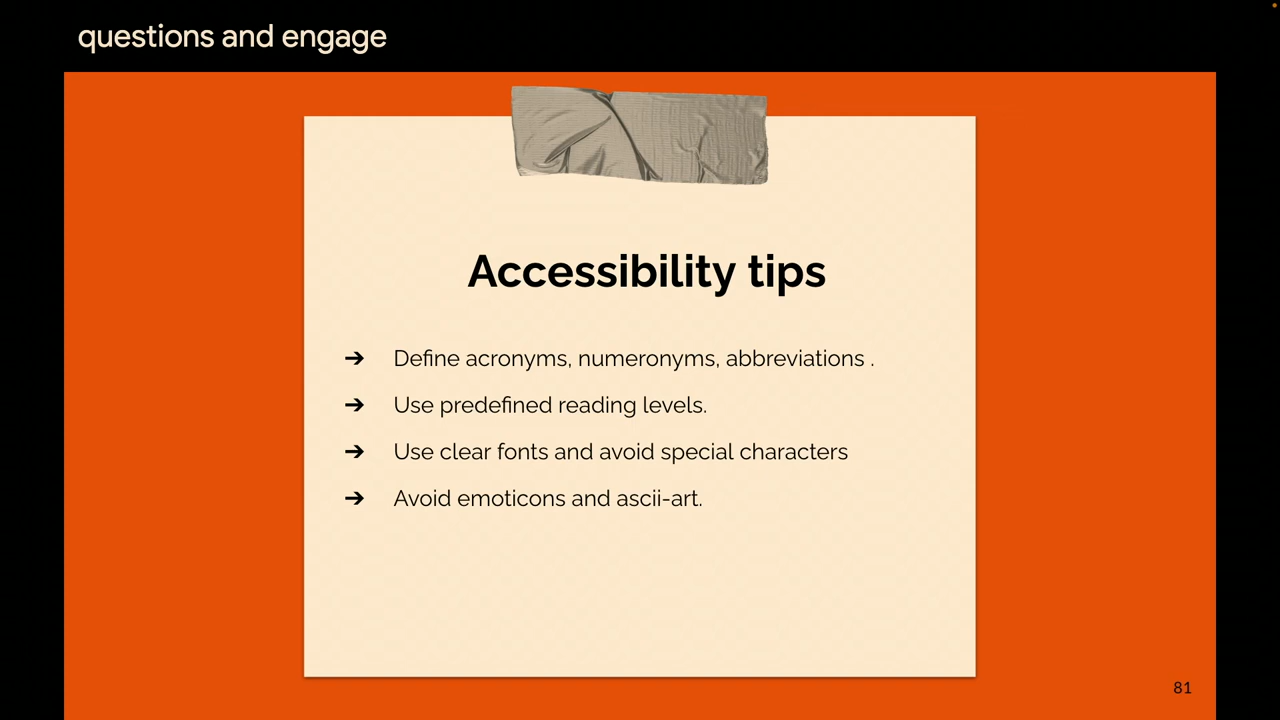 questions and engage
Accessibility tips
➔ Define acronyms, numeronyms, abbreviations .
➔ Use predefined reading levels.
➔ Use clear fonts and avoid special characters
➔ Avoid emoticons and ascii-art.
81